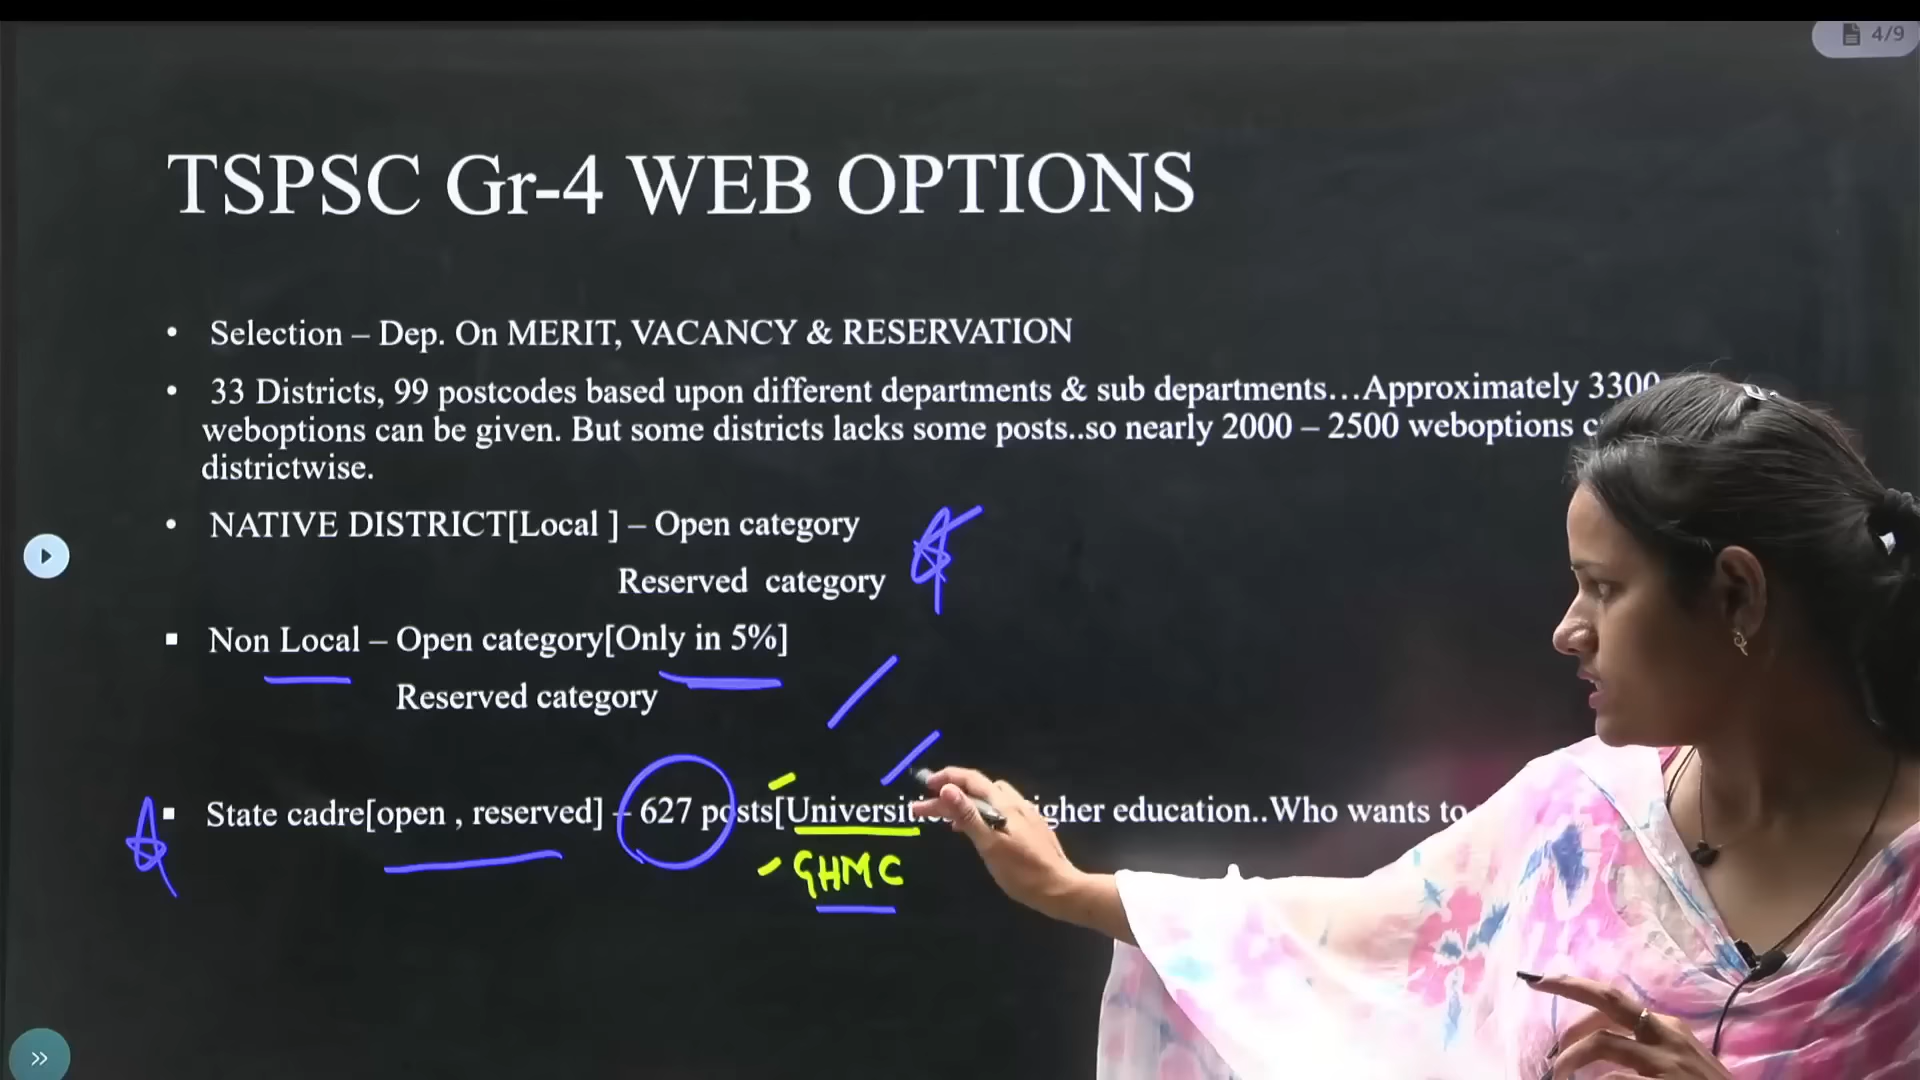 4/9
TSPSC Gr-4 WEB OPTIONS
• Selection – Dep. On MERIT, VACANCY & RESERVATION
• 33 Districts, 99 postcodes based upon different departments & sub departments…Approximately 3300
weboptions can be given. But some districts lacks some posts..so nearly 2000 – 2500 weboptions
districtwise.
• NATIVE DISTRICT[Local ] – Open category
Reserved category
▪ Non Local – Open category[Only in 5%]
Reserved category
▪ State cadre[open , reserved] – 627 posts[ education..Who wants to
GHMC